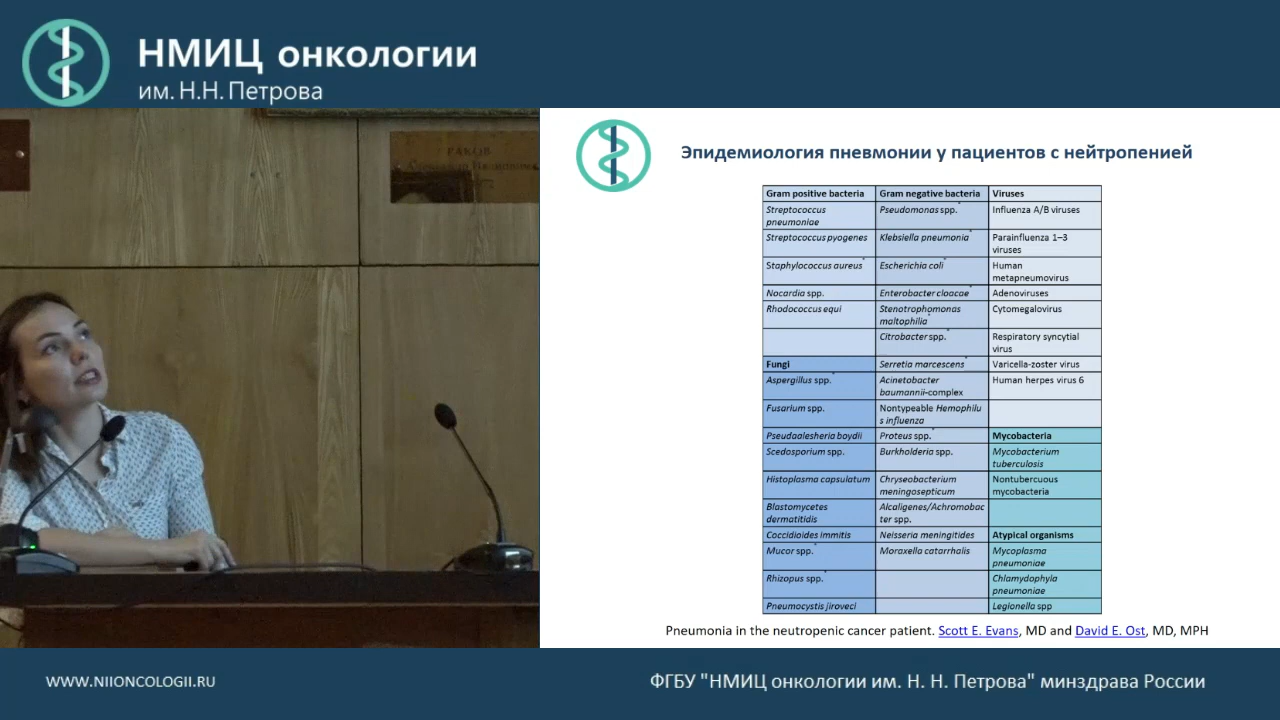 НМИЦ онкологии
им. Н.Н. Петрова
РАКОВ
Эпидемиология пневмонии у пациентов с нейтропенией
Gram positive bacteria Gram negative bacteria Viruses
Streptococcus pneumoniae Pseudomonas spp.* Influenza A/B viruses
Streptococcus pyogenes Klebsiella pneumonia* Parainfluenza 1–3 viruses
Staphylococcus aureus* Escherichia coli* Human metapneumovirus
Nocardia spp. Enterobacter cloacae* Adenoviruses
Rhodococcus equi Stenotrophomonas maltophilia* Cytomegalovirus
Citrobacter spp.* Respiratory syncytial virus
Fungi Serretia marcescens* Varicella-zoster virus
Aspergillus spp.* Acinetobacter baumannii-complex Human herpes virus 6
Fusarlum spp. Nontypeable Hemophilus influenza
Pseudaalesheria boydii Proteus spp.* Mycobacteria
Scedosporium spp. Burkholderia spp. Mycobacterium tuberculosis
Histoplasma capsulatum Chryseobacterium meningosepticum Nontubercuous mycobacteria
Blastomycetes dermatitidis Alcaligenes/Achromobacter spp.
Coccidioides immitis Neisseria meningitides Atypical organisms
Mucor spp.* Moraxella catarrhalis Mycoplasma pneumoniae
Rhizopus spp.* Chlamydophyla pneumoniae
Pneumocystis jiroveci Legionella spp
Pneumonia in the neutropenic cancer patient. Scott E. Evans, MD and David E. Ost, MD, MPH
WWW.NIIONCOLOGII.RU
ФГБУ "НМИЦ онкологии им. Н. Н. Петрова" минздрава России